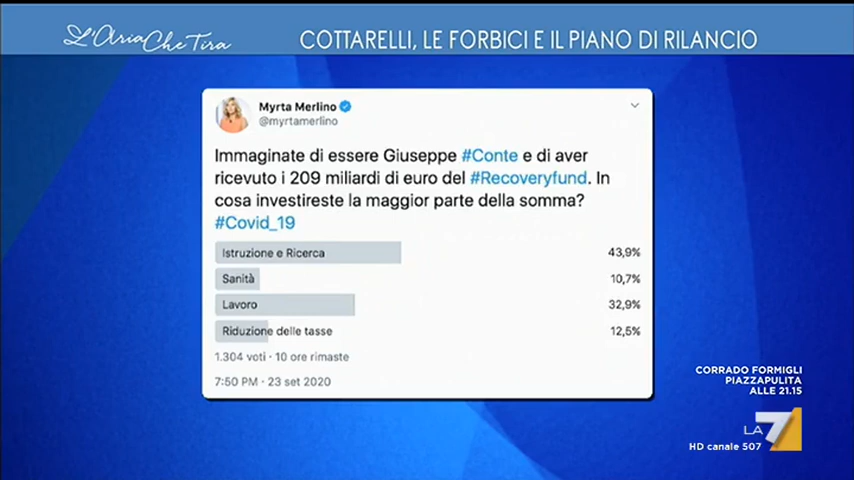 L'Aria Che Tira
COTTARELLI, LE FORBICI E IL PIANO DI RILANCIO
Myrta Merlino
@myrtamerlino
Immaginate di essere Giuseppe #Conte e di aver
ricevuto i 209 miliardi di euro del #Recoveryfund. In
cosa investireste la maggior parte della somma?
#Covid_19
Istruzione e Ricerca 43,9%
Sanità 10,7%
Lavoro 32,9%
Riduzione delle tasse 12,5%
1.304 voti · 10 ore rimaste
7:50 PM · 23 set 2020
CORRADO FORMIGLI
PIAZZAPULITA
ALLE 21.15
LA 7
HD canale 507